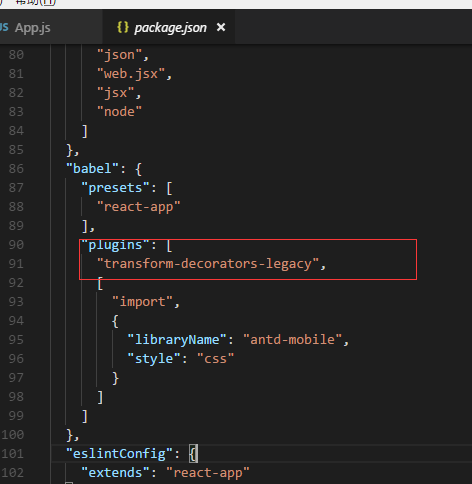 ) 帮助(H)
JS App.js
{} package.json ×
80 "json",
81 "web.jsx",
82 "jsx",
83 "node"
84 ]
85 },
86 "babel": {
87 "presets": [
88 "react-app"
89 ],
90 "plugins": [
91 "transform-decorators-legacy",
92 [
93 "import",
94 {
95 "libraryName": "antd-mobile",
96 "style": "css"
97 }
98 ]
99 ]
100 },
101 "eslintConfig": {
102 "extends": "react-app"